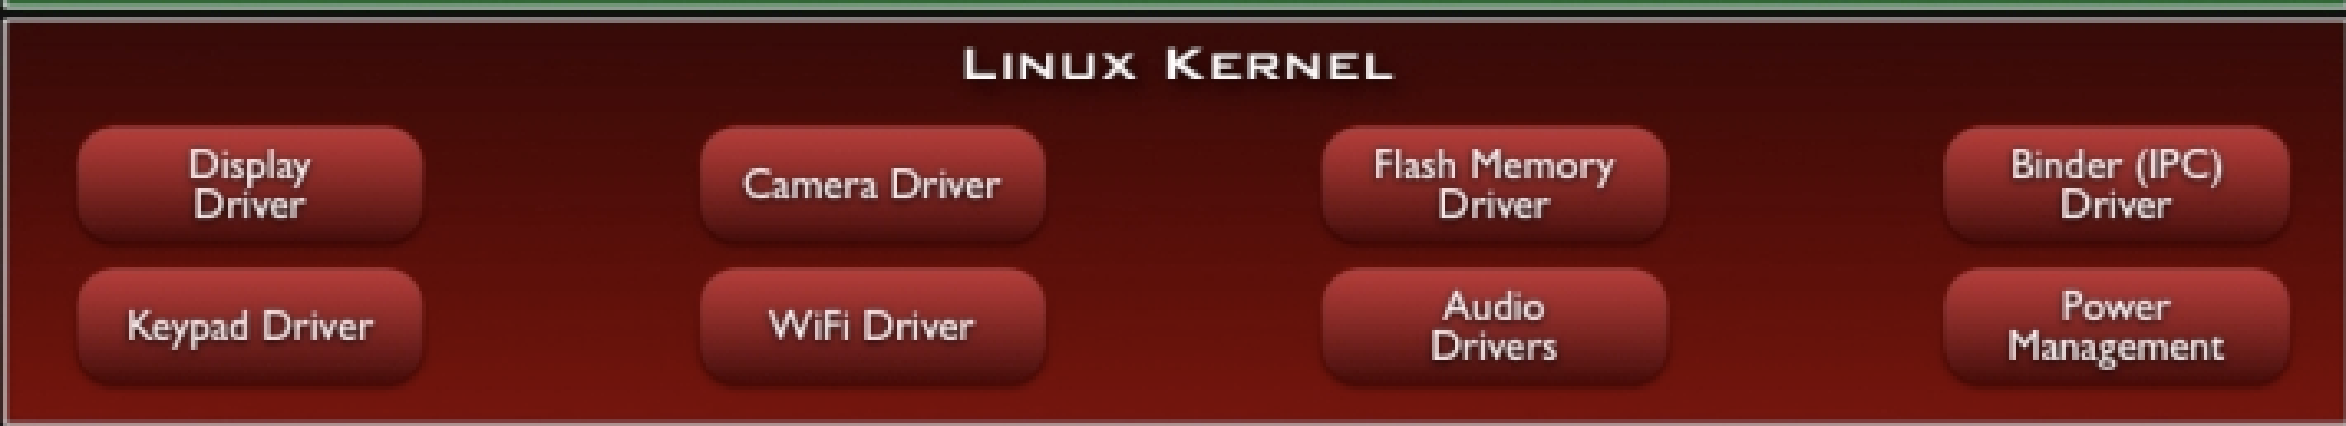 LINUX KERNEL
Display
Driver
Camera Driver
Flash Memory
Driver
Binder (IPC)
Driver
Keypad Driver
WiFi Driver
Audio
Drivers
Power
Management